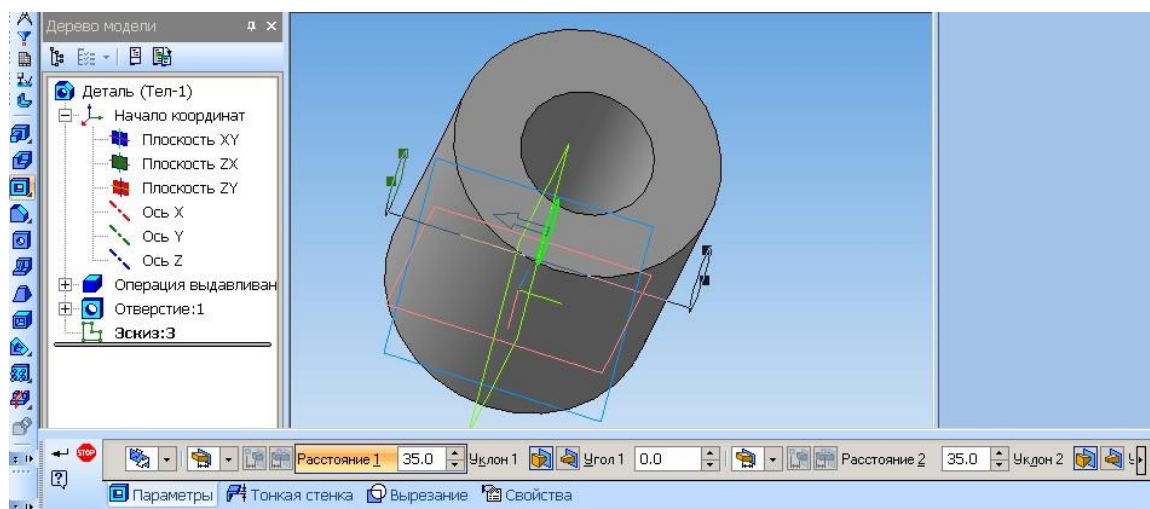 Дерево модели
Деталь (Тел-1)
Начало координат
Плоскость XY
Плоскость ZX
Плоскость ZY
Ось X
Ось Y
Ось Z
Операция выдавливан
Отверстие:1
Эскиз:3
STOP Расстояние 1 35.0 Уклон 1 Угол 1 0.0 Расстояние 2 35.0 Уклон 2
Параметры Тонкая стенка Вырезание Свойства